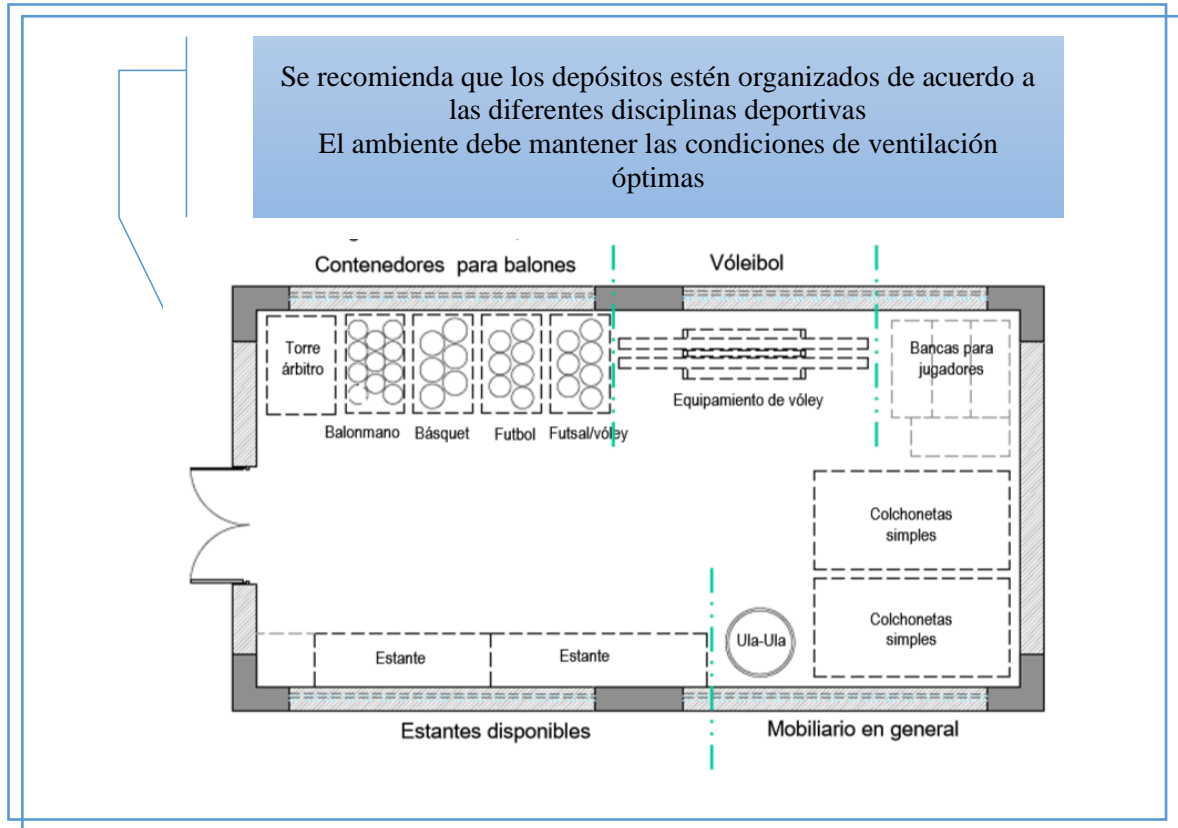 Se recomienda que los depósitos estén organizados de acuerdo a
las diferentes disciplinas deportivas
El ambiente debe mantener las condiciones de ventilación
óptimas
Contenedores para balones
Vóleibol
Torre
árbitro
Bancas para
jugadores
Equipamiento de vóley
Balonmano
Básquet
Futbol
Futsal/vóley
Colchonetas
simples
Colchonetas
simples
Ula-Ula
Estante
Estante
Estantes disponibles
Mobiliario en general